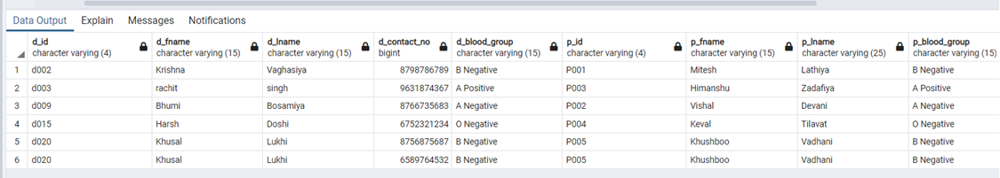 Data Output Explain Messages Notifications
d_id d_fname d_lname d_contact_no d_blood_group p_id p_fname p_lname p_blood_group
character varying (4) character varying (15) character varying (15) bigint character varying (15) character varying (4) character varying (15) character varying (25) character varying (15)
1 d002 Krishna Vaghasiya 8798786789 B Negative P001 Mitesh Lathiya B Negative
2 d003 rachit singh 9631874367 A Positive P003 Himanshu Zadafiya A Positive
3 d009 Bhumi Bosamiya 8766735683 A Negative P002 Vishal Devani A Negative
4 d015 Harsh Doshi 6752321234 O Negative P004 Keval Tilavat O Negative
5 d020 Khusal Lukhi 8756875687 B Negative P005 Khushboo Vadhani B Negative
6 d020 Khusal Lukhi 6589764532 B Negative P005 Khushboo Vadhani B Negative